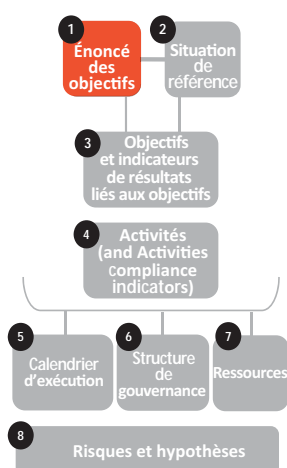 1
Énoncé
des
objectifs
2
Situation
de
référence
3
Objectifs
et indicateurs
de résultats
liés aux objectifs
4
Activités
(and Activities
compliance
indicators)
5
Calendrier
d'exécution
6
Structure
de
gouvernance
7
Ressources
8
Risques et hypothèses